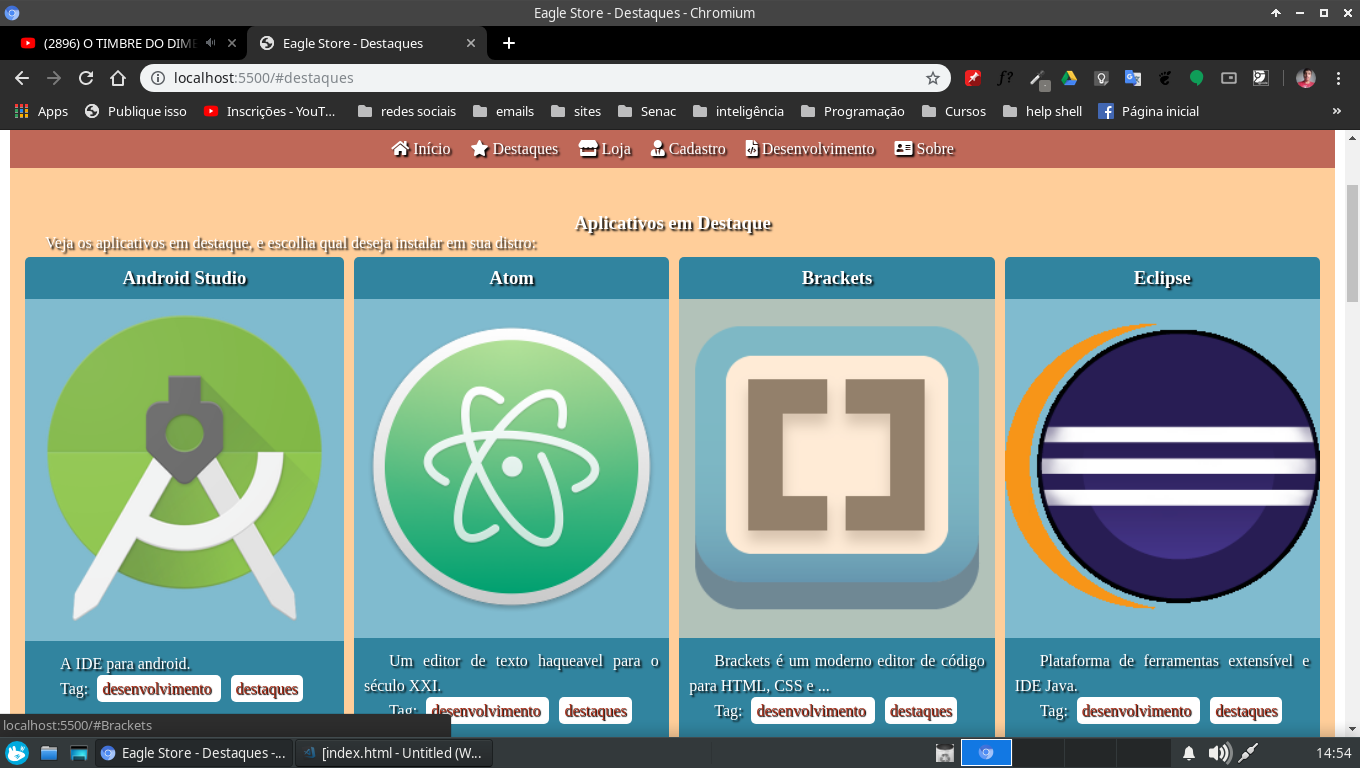 Eagle Store - Destaques - Chromium
(2896) O TIMBRE DO DIM
Eagle Store - Destaques
localhost:5500/#destaques
Apps
Publique isso
Inscrições - YouT...
redes sociais
emails
sites
Senac
inteligência
Programação
Cursos
help shell
Página inicial
»
Início
Destaques
Loja
Cadastro
Desenvolvimento
Sobre
Aplicativos em Destaque
Veja os aplicativos em destaque, e escolha qual deseja instalar em sua distro:
Android Studio
A IDE para android.
Tag: desenvolvimento destaques
Atom
Um editor de texto haqueavel para o
século XXI.
Tag: desenvolvimento destaques
Brackets
Brackets é um moderno editor de código
para HTML, CSS e ...
Tag: desenvolvimento destaques
Eclipse
Plataforma de ferramentas extensível e
IDE Java.
Tag: desenvolvimento destaques
localhost:5500/#Brackets
Eagle Store - Destaques -...
[index.html - Untitled (W...
14:54